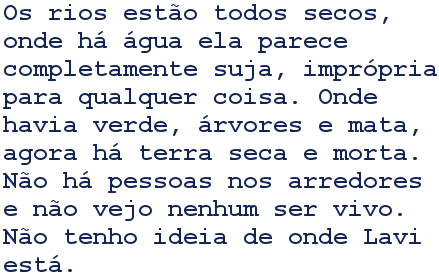 Os rios estão todos secos,
onde há água ela parece
completamente suja, imprópria
para qualquer coisa. Onde
havia verde, árvores e mata,
agora há terra seca e morta.
Não há pessoas nos arredores
e não vejo nenhum ser vivo.
Não tenho ideia de onde Lavi
está.